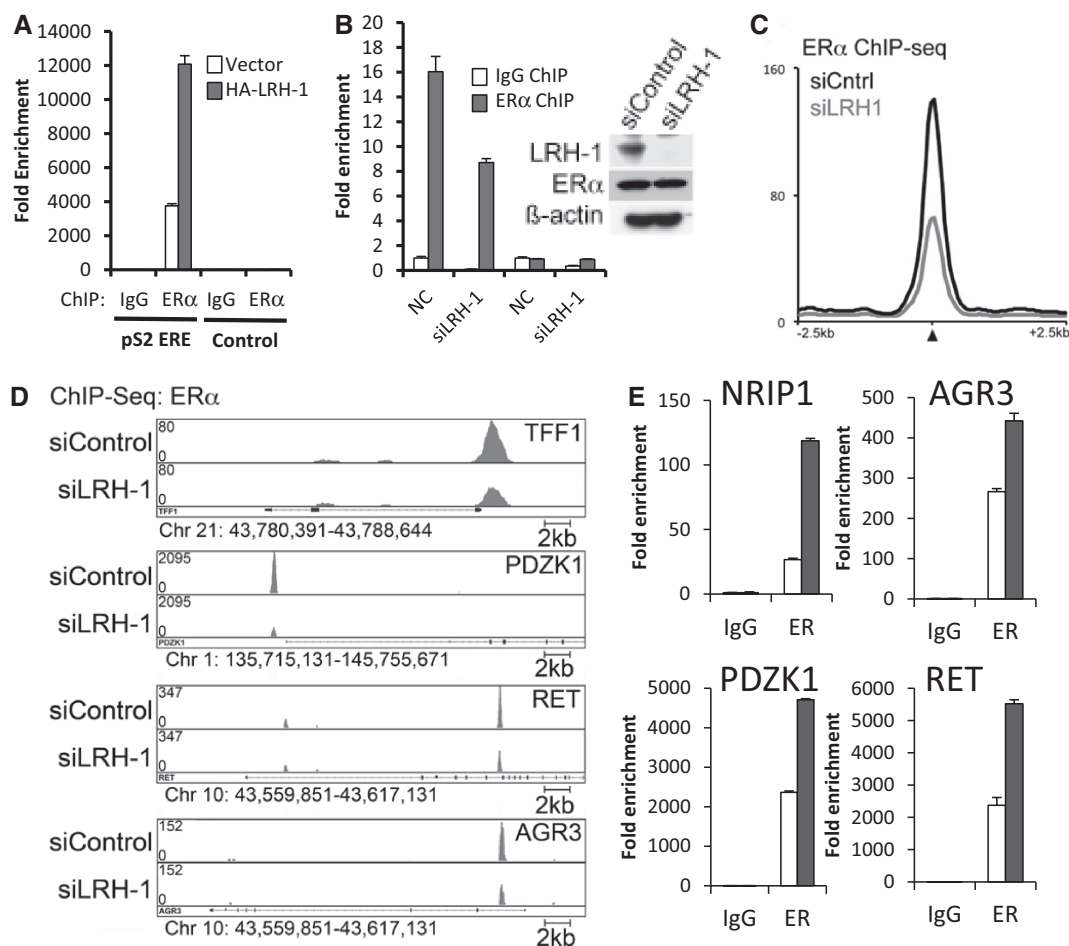 A
14000
12000
10000
8000
6000
4000
2000
0
Fold Enrichment
Vector
HA-LRH-1
ChIP: IgG ERα IgG ERα
pS2 ERE Control
B
20
18
16
14
12
10
8
6
4
2
0
Fold enrichment
IgG ChIP
ERα ChIP
NC siLRH-1 NC siLRH-1
siControl siLRH-1
LRH-1
ERα
ß-actin
C
ERα ChIP-seq
siCntrl
siLRH1
160
80
0
-2.5kb +2.5kb
D ChIP-Seq: ERα
siControl 80 0 TFF1
siLRH-1 80 0
TFF1
Chr 21: 43,780,391-43,788,644 2kb
siControl 2095 0 PDZK1
siLRH-1 2095 0
PDZK1
Chr 1: 135,715,131-145,755,671 2kb
siControl 347 0 RET
siLRH-1 347 0
RET
Chr 10: 43,559,851-43,617,131 2kb
siControl 152 0 AGR3
siLRH-1 152 0
AGR3
Chr 10: 43,559,851-43,617,131 2kb
E
NRIP1
150
100
50
0
Fold enrichment
IgG ER
AGR3
500
400
300
200
100
0
Fold enrichment
IgG ER
PDZK1
5000
4000
3000
2000
1000
0
Fold enrichment
IgG ER
RET
6000
5000
4000
3000
2000
1000
0
Fold enrichment
IgG ER